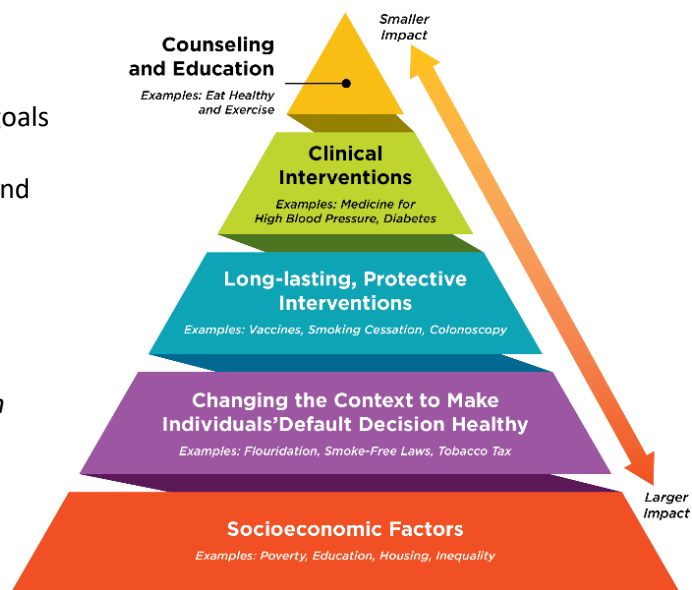 Smaller
Impact
Counseling
and Education
Examples: Eat Healthy
and Exercise
goals
nd
Clinical
Interventions
Examples: Medicine for
High Blood Pressure, Diabetes
Long-lasting, Protective
Interventions
Examples: Vaccines, Smoking Cessation, Colonoscopy
Changing the Context to Make
Individuals’Default Decision Healthy
Examples: Flouridation, Smoke-Free Laws, Tobacco Tax
Larger
Impact
Socioeconomic Factors
Examples: Poverty, Education, Housing, Inequality